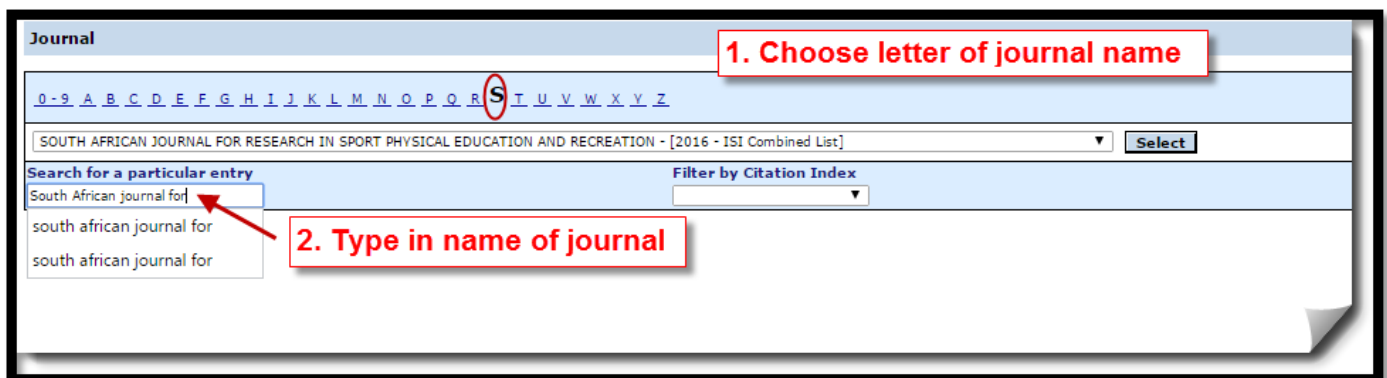 Journal
1. Choose letter of journal name
0-9 A B C D E F G H I J K L M N O P Q R S T U V W X Y Z
SOUTH AFRICAN JOURNAL FOR RESEARCH IN SPORT PHYSICAL EDUCATION AND RECREATION - [2016 - ISI Combined List]
Select
Search for a particular entry
Filter by Citation Index
South African journal for
south african journal for
2. Type in name of journal
south african journal for